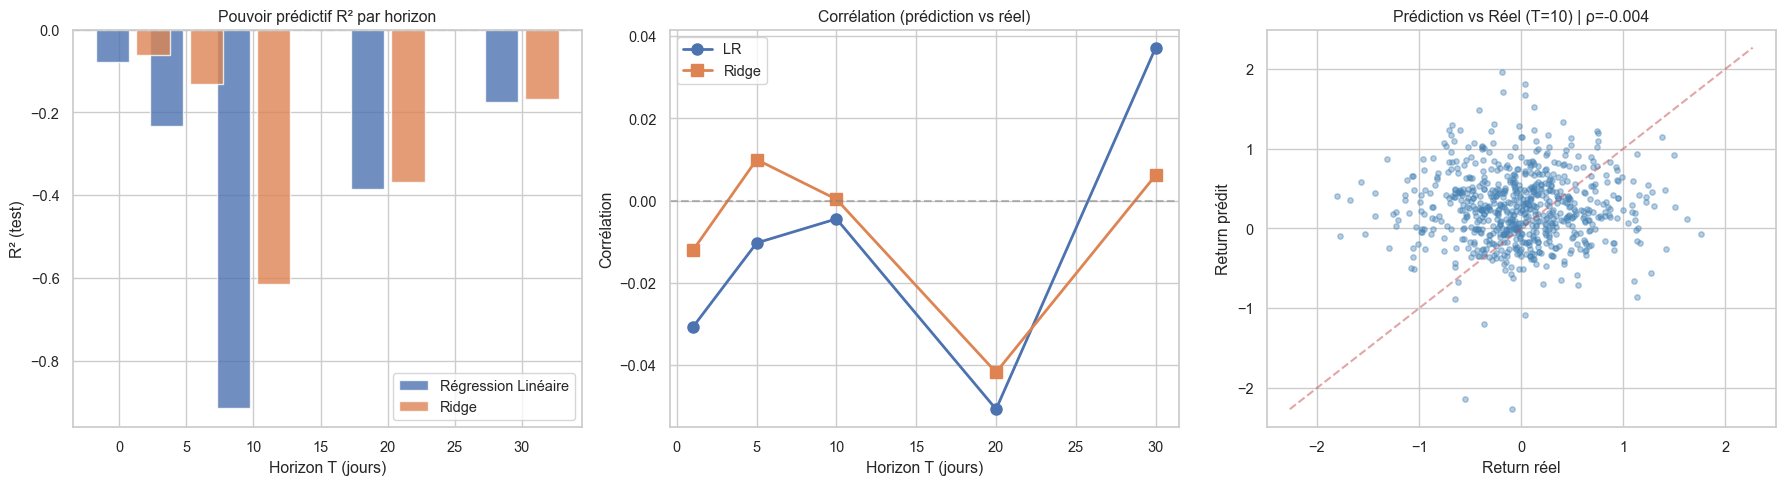 Pouvoir prédictif R² par horizon
R² (test)
0.0
−0.2
−0.4
−0.6
−0.8
0 5 10 15 20 25 30
Horizon T (jours)
Régression Linéaire
Ridge
Corrélation (prédiction vs réel)
Corrélation
0.04
0.02
0.00
−0.02
−0.04
0 5 10 15 20 25 30
Horizon T (jours)
LR
Ridge
Prédiction vs Réel (T=10) | ρ=-0.004
Return prédit
2
1
0
−1
−2
−2 −1 0 1 2
Return réel